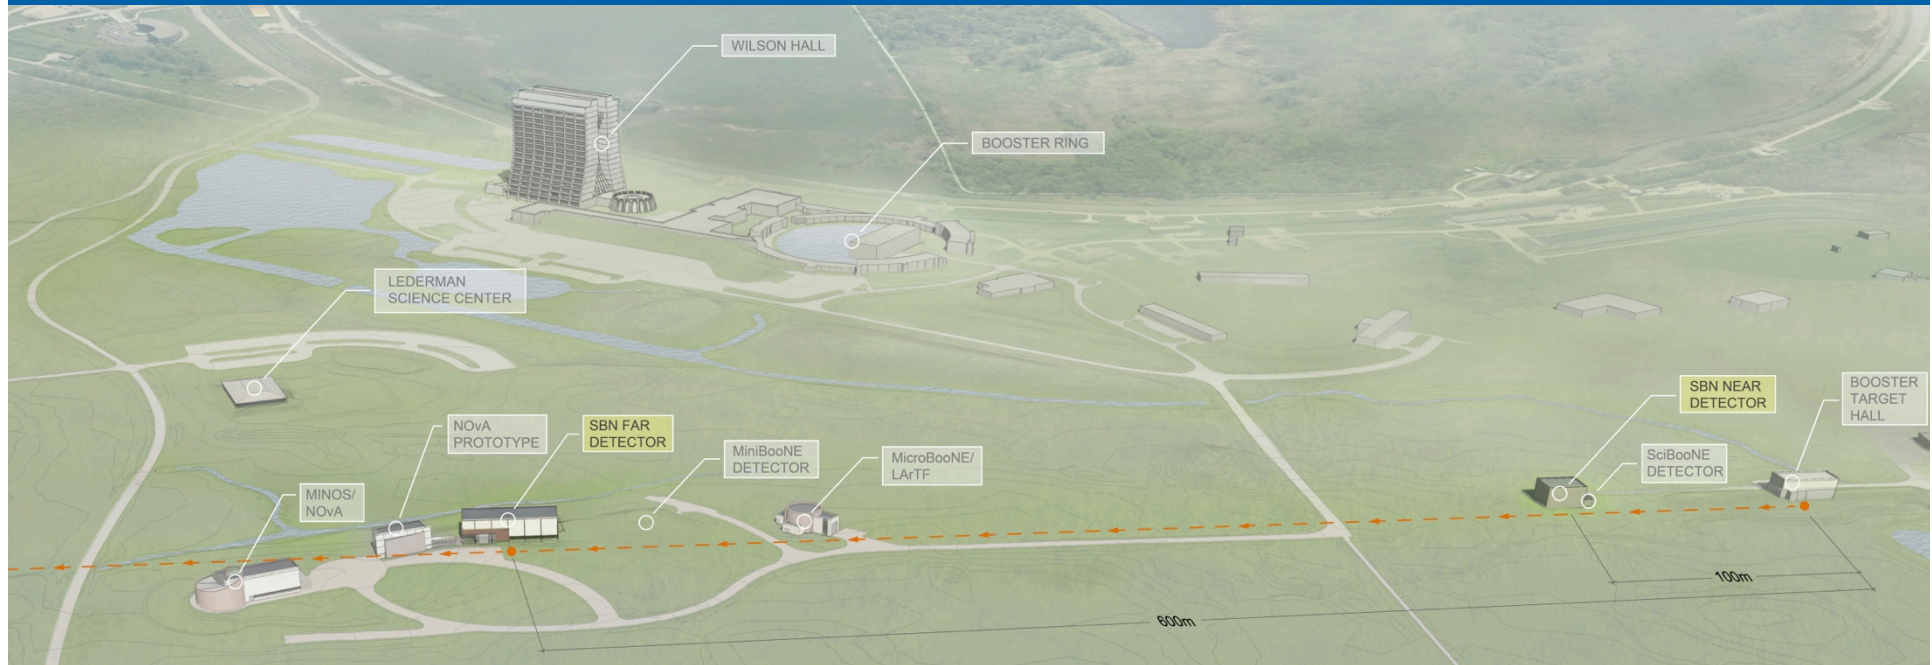 WILSON HALL
BOOSTER RING
LEDERMAN
SCIENCE CENTER
SBN NEAR
DETECTOR
BOOSTER
TARGET
HALL
NOvA
PROTOTYPE
SBN FAR
DETECTOR
MiniBooNE
DETECTOR
MicroBooNE/
LArTF
SciBooNE
DETECTOR
MINOS/
NOvA
100m
600m